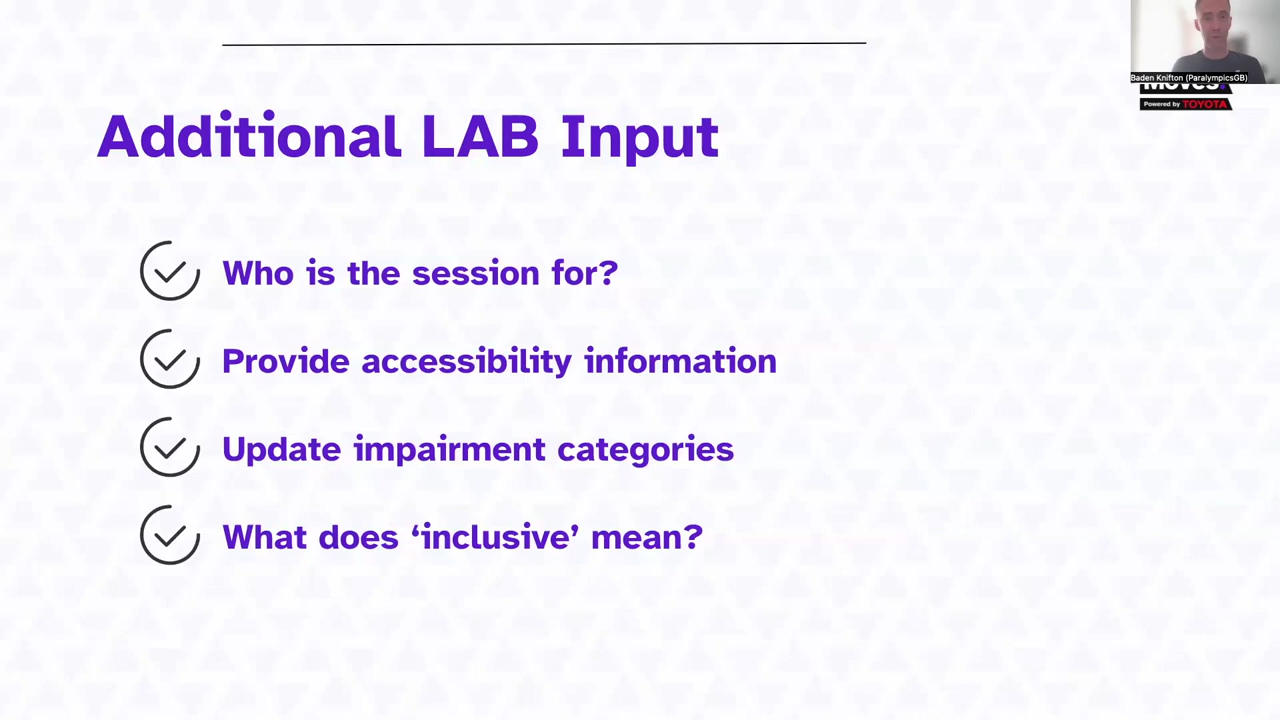 Baden Knifton (ParalympicsGB)
Moves.
Powered by TOYOTA
Additional LAB Input
Who is the session for?
Provide accessibility information
Update impairment categories
What does ‘inclusive’ mean?